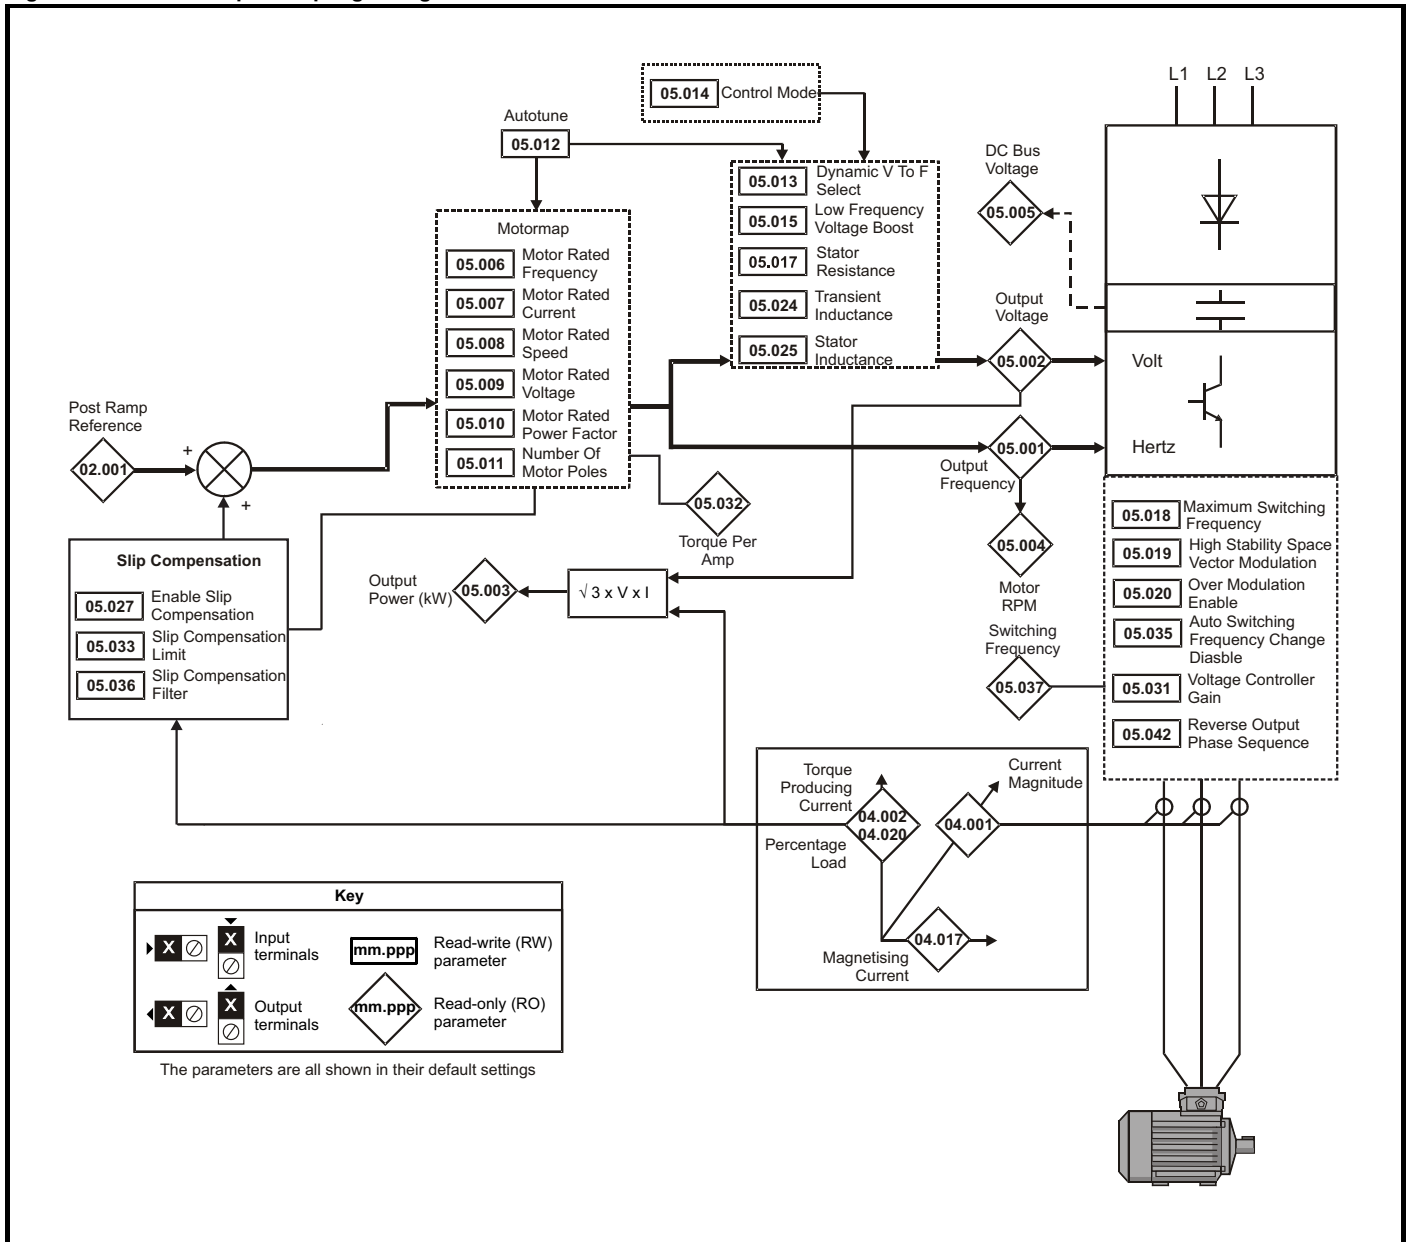 05.014 Control Mode
L1 L2 L3
Autotune
05.012
DC Bus
Voltage
05.005
05.013 Dynamic V To F
Select
05.015 Low Frequency
Voltage Boost
05.017 Stator
Resistance
05.024 Transient
Inductance
05.025 Stator
Inductance
Motormap
05.006 Motor Rated
Frequency
05.007 Motor Rated
Current
05.008 Motor Rated
Speed
05.009 Motor Rated
Voltage
05.010 Motor Rated
Power Factor
05.011 Number Of
Motor Poles
Output
Voltage
05.002
Volt
Hertz
Post Ramp
Reference
02.001
+
+
05.001
Output
Frequency
05.032
Torque Per
Amp
05.004
Motor
RPM
Slip Compensation
05.027 Enable Slip
Compensation
05.033 Slip Compensation
Limit
05.036 Slip Compensation
Filter
Output
Power (kW)
05.003
√ 3 x V x I
Switching
Frequency
05.037
05.018 Maximum Switching
Frequency
05.019 High Stability Space
Vector Modulation
05.020 Over Modulation
Enable
05.035 Auto Switching
Frequency Change
Diasble
05.031 Voltage Controller
Gain
05.042 Reverse Output
Phase Sequence
Torque
Producing
Current
04.002
04.020
Percentage
Load
Current
Magnitude
04.001
04.017
Magnetising
Current
Key
X X Input
terminals
mm.ppp Read-write (RW)
parameter
X X Output
terminals
mm.ppp Read-only (RO)
parameter
The parameters are all shown in their default settings